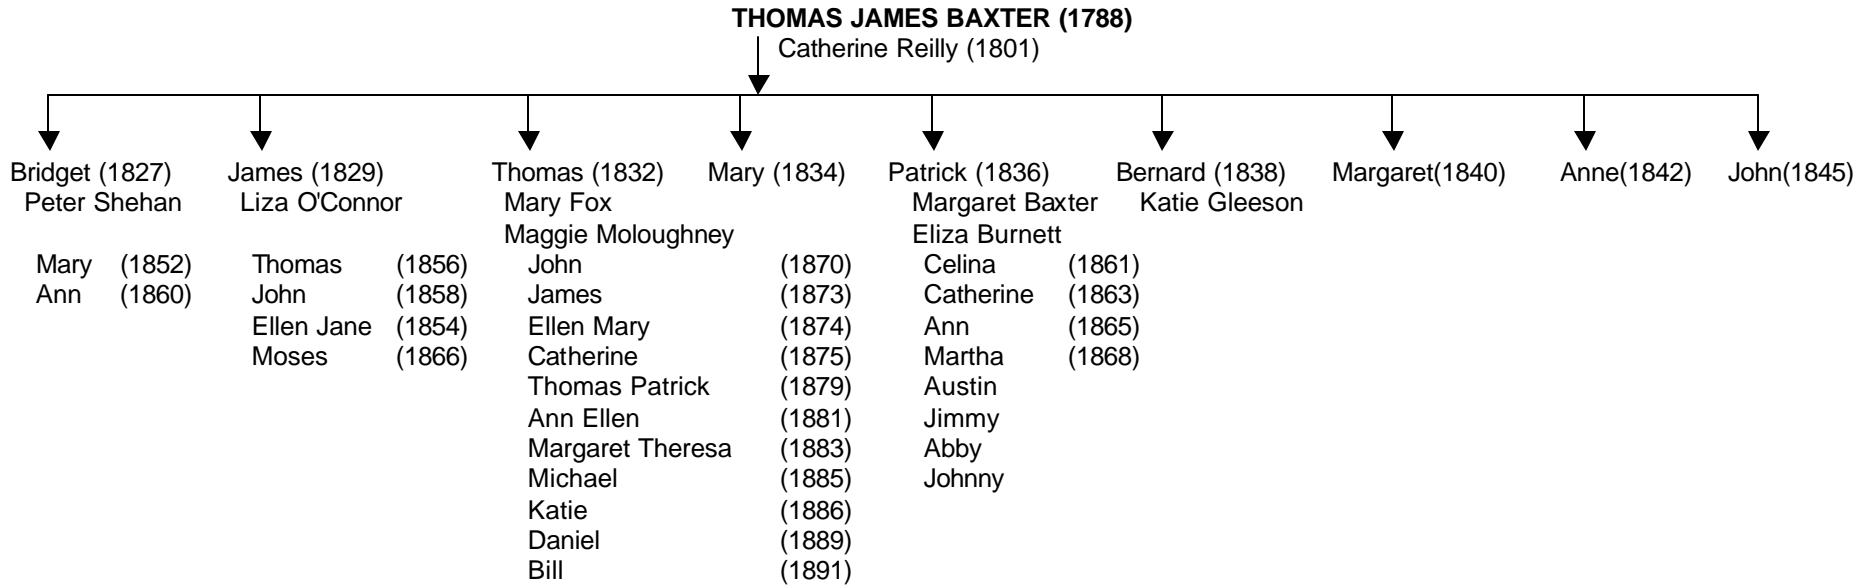 THOMAS JAMES BAXTER (1788)
Catherine Reilly (1801)
Bridget (1827)
Peter Shehan
Mary (1852)
Ann (1860)
James (1829)
Liza O'Connor
Thomas (1856)
John (1858)
Ellen Jane (1854)
Moses (1866)
Thomas (1832)
Mary Fox
Maggie Moloughney
John (1870)
James (1873)
Ellen Mary (1874)
Catherine (1875)
Thomas Patrick (1879)
Ann Ellen (1881)
Margaret Theresa (1883)
Michael (1885)
Katie (1886)
Daniel (1889)
Bill (1891)
Mary (1834)
Patrick (1836)
Margaret Baxter
Eliza Burnett
Celina (1861)
Catherine (1863)
Ann (1865)
Martha (1868)
Austin
Jimmy
Abby
Johnny
Bernard (1838)
Katie Gleeson
Margaret(1840)
Anne(1842)
John(1845)